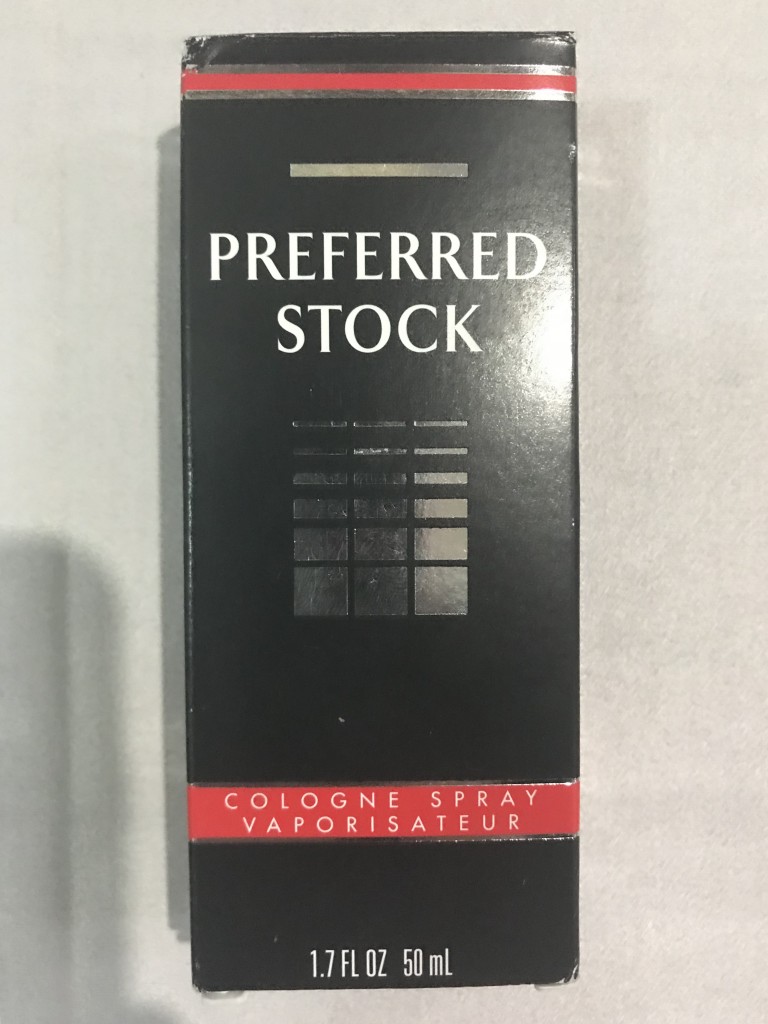 PREFERRED
STOCK
COLOGNE SPRAY
VAPORISATEUR
1.7 FL OZ 50 mL